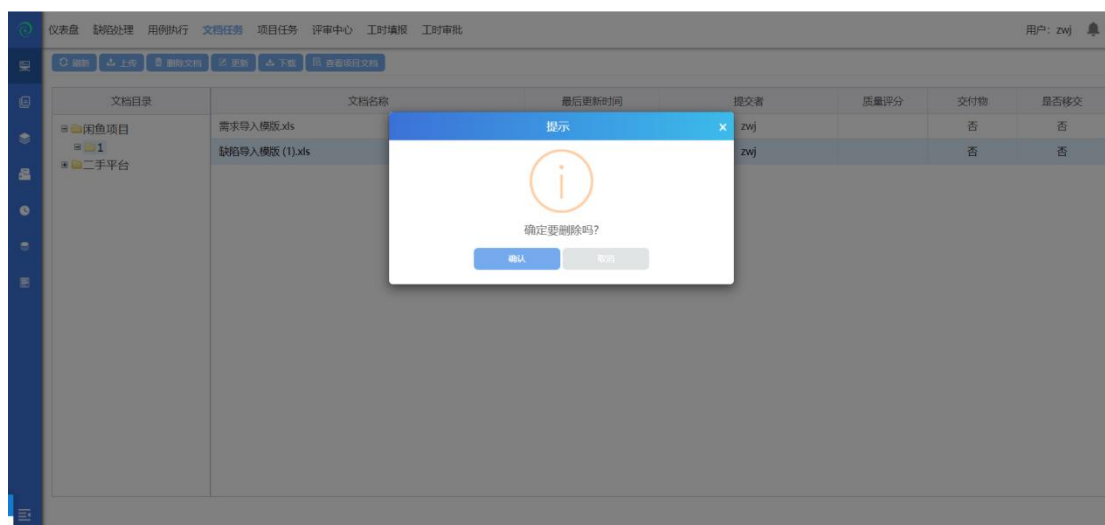 仪表盘 缺陷处理 用例执行 文档任务 项目任务 评审中心 工时填报 工时审批 用户：zwj
刷新 上传 删除文档 更新 下载 查看项目文档
文档目录 文档名称 最后更新时间 提交者 质量评分 交付物 是否移交
闲鱼项目 需求导入模版.xls 提示 x zwj 否 否
1 缺陷导入模版 (1).xls zwj 否 否
二手平台
确定要删除吗?
确认 取消